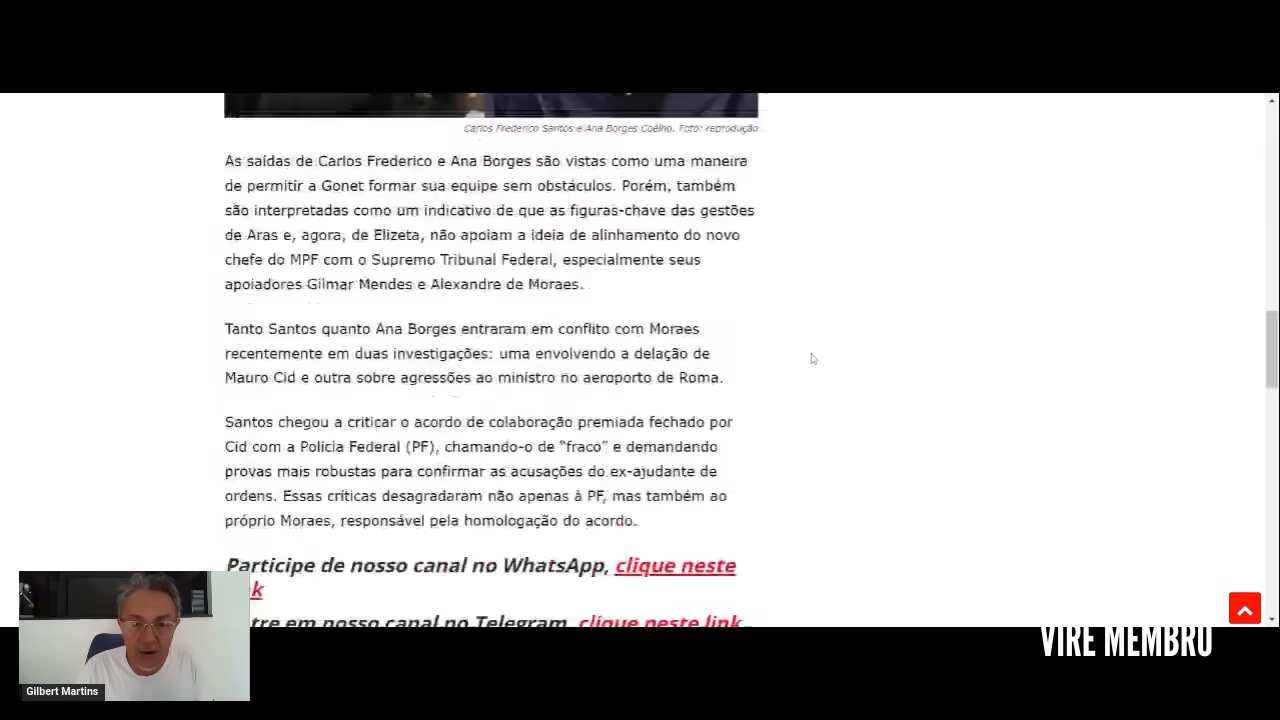 Carlos Frederico Santos e Ana Borges Coêlho. Foto: reprodução
As saídas de Carlos Frederico e Ana Borges são vistas como uma maneira
de permitir a Gonet formar sua equipe sem obstáculos. Porém, também
são interpretadas como um indicativo de que as figuras-chave das gestões
de Aras e, agora, de Elizeta, não apoiam a ideia de alinhamento do novo
chefe do MPF com o Supremo Tribunal Federal, especialmente seus
apoiadores Gilmar Mendes e Alexandre de Moraes.
Tanto Santos quanto Ana Borges entraram em conflito com Moraes
recentemente em duas investigações: uma envolvendo a delação de
Mauro Cid e outra sobre agressões ao ministro no aeroporto de Roma.
Santos chegou a criticar o acordo de colaboração premiada fechado por
Cid com a Polícia Federal (PF), chamando-o de “fraco” e demandando
provas mais robustas para confirmar as acusações do ex-ajudante de
ordens. Essas críticas desagradaram não apenas à PF, mas também ao
próprio Moraes, responsável pela homologação do acordo.
Participe de nosso canal no WhatsApp, clique neste
k
tre em nosso canal no Telegram, clique neste link
VIRE MEMBRO
Gilbert Martins